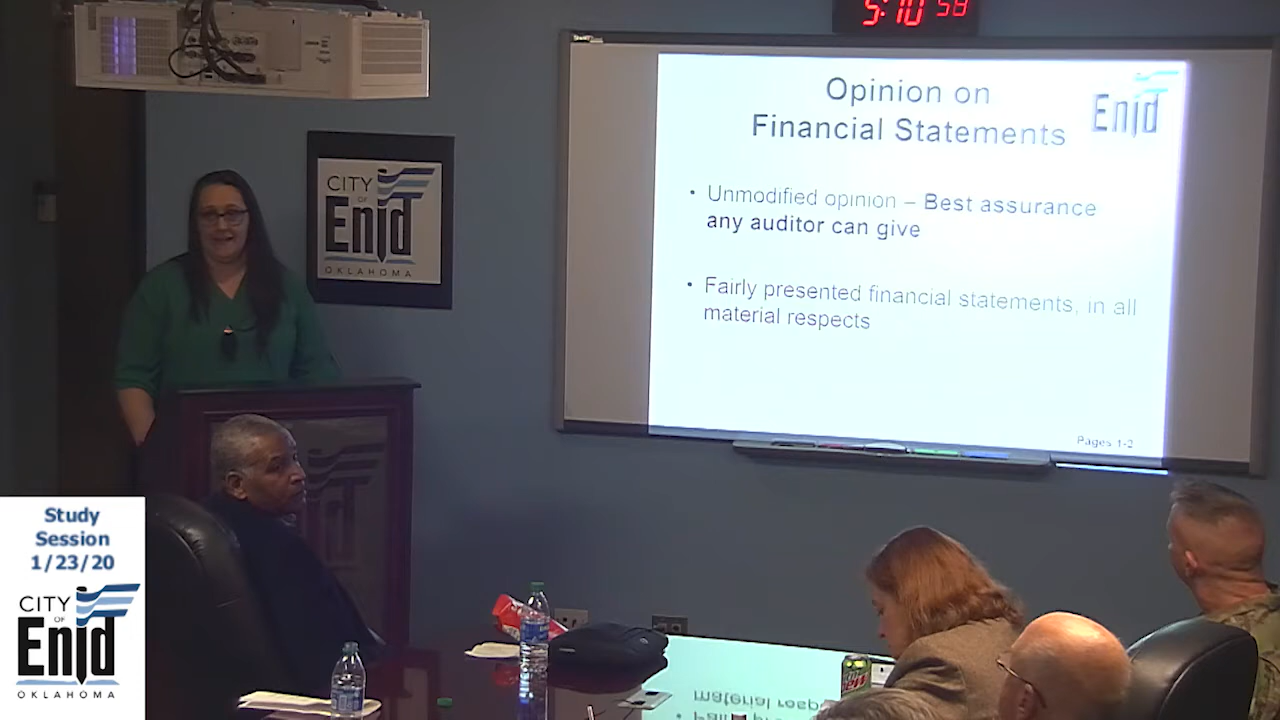 5:10 58
Opinion on
Financial Statements
Enid
• Unmodified opinion – Best assurance
any auditor can give
• Fairly presented financial statements, in all
material respects
Pages 1-2
CITY
OF
Enid
OKLAHOMA
Study
Session
1/23/20
CITY
OF
Enid
OKLAHOMA